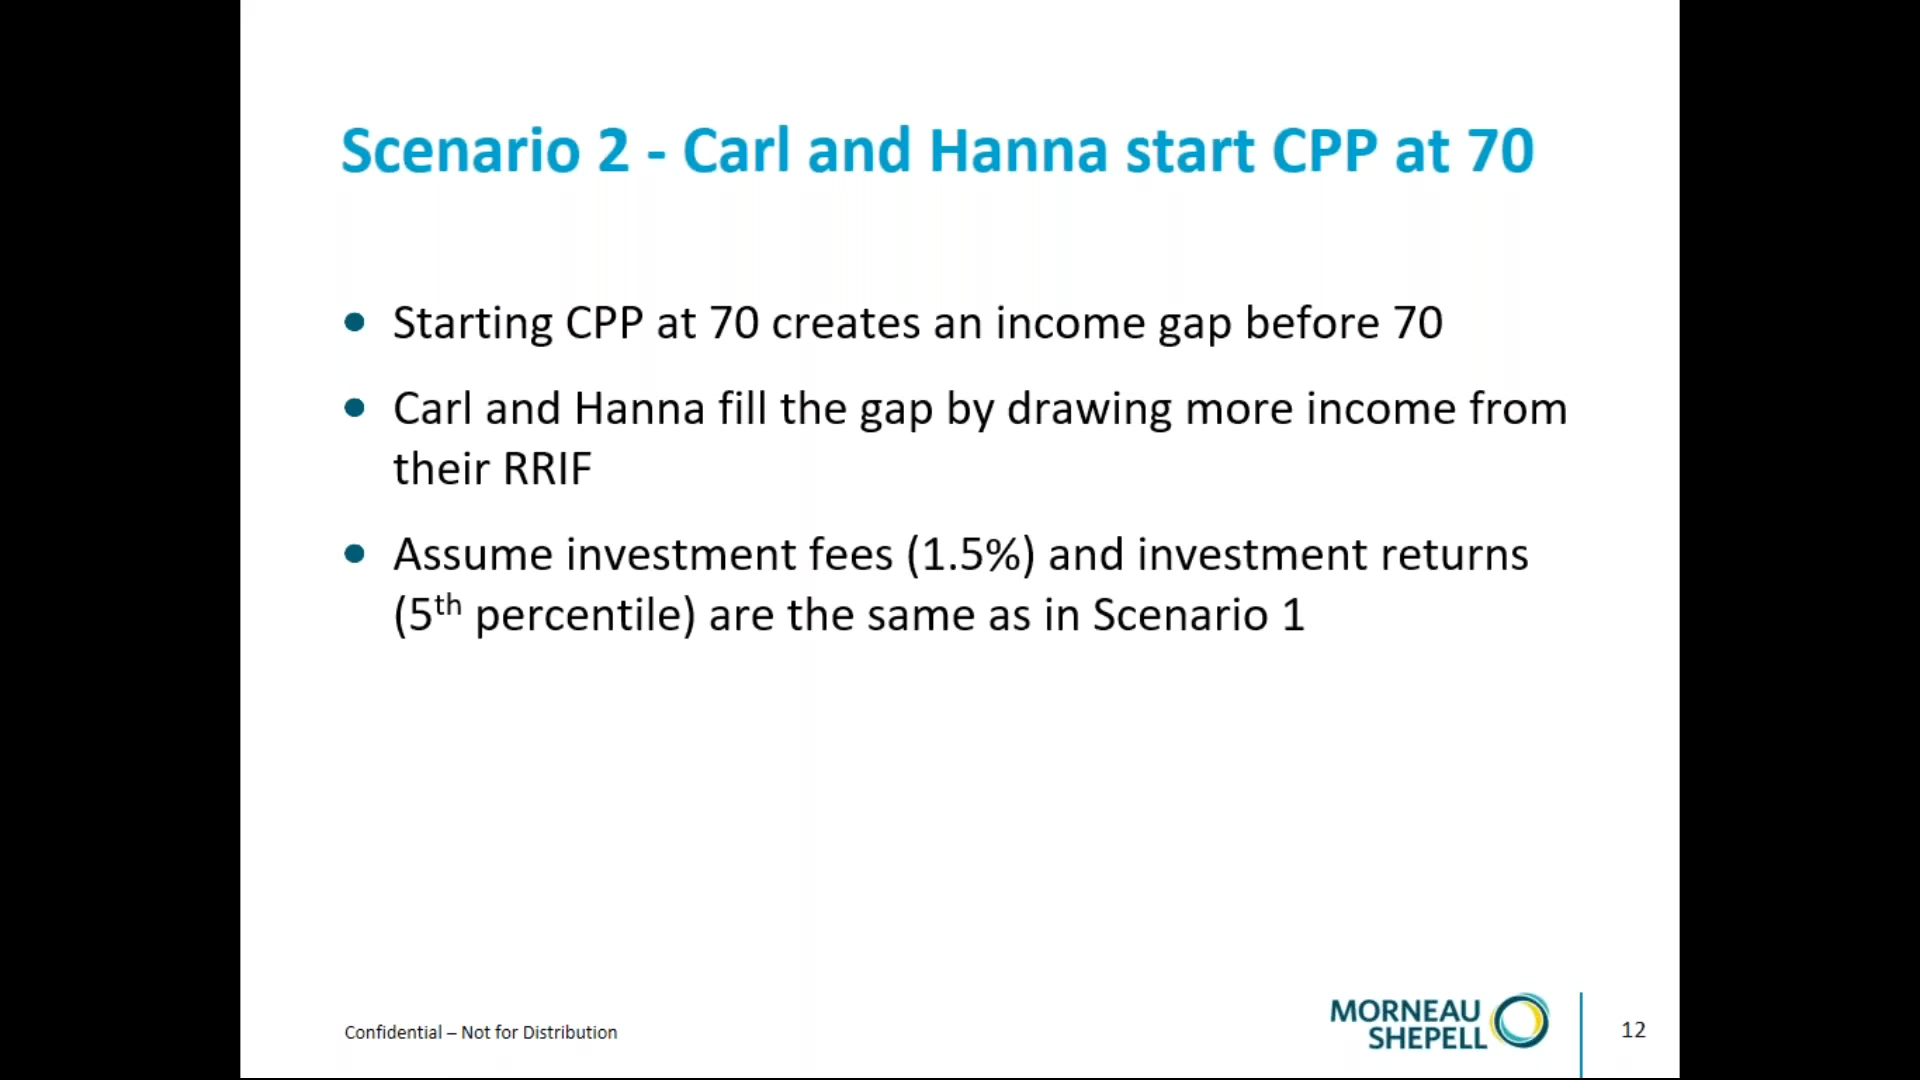 Scenario 2 - Carl and Hanna start CPP at 70
• Starting CPP at 70 creates an income gap before 70
• Carl and Hanna fill the gap by drawing more income from
their RRIF
• Assume investment fees (1.5%) and investment returns
(5th percentile) are the same as in Scenario 1
Confidential – Not for Distribution
MORNEAU
SHEPELL
12